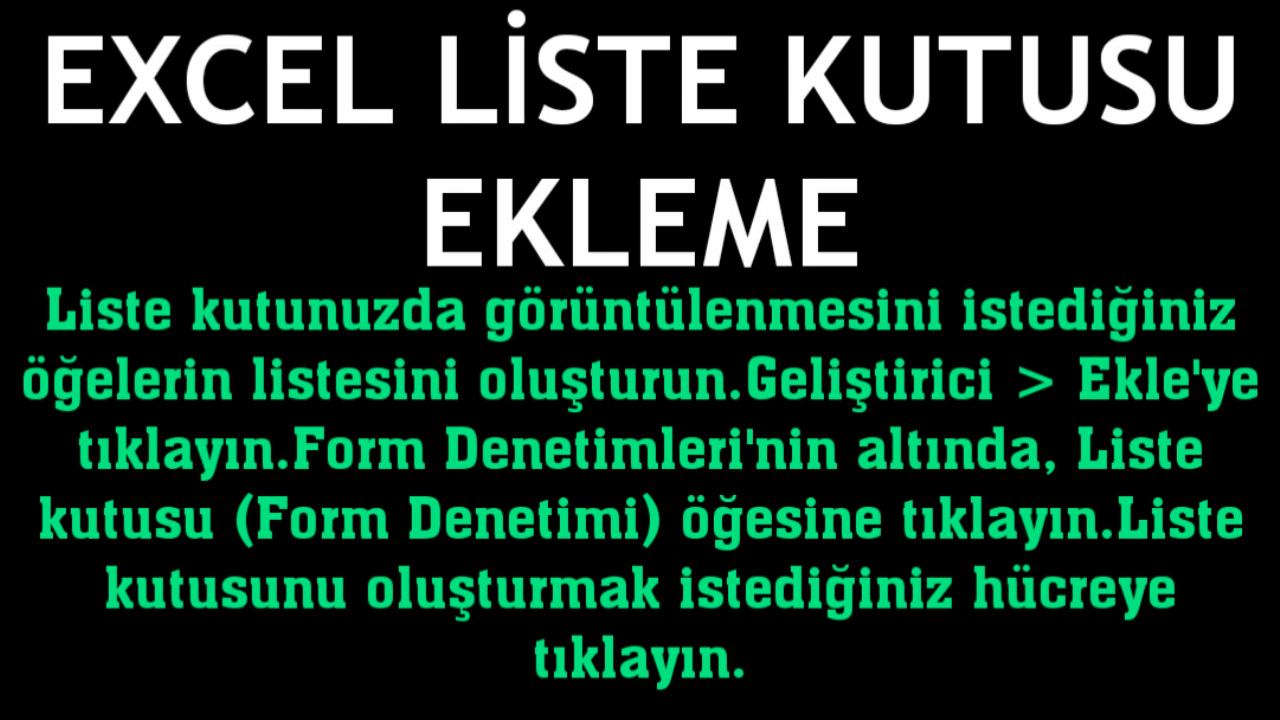 EXCEL LİSTE KUTUSU
EKLEME
Liste kutunuzda görüntülenmesini istediğiniz
öğelerin listesini oluşturun.Geliştirici > Ekle'ye
tıklayın.Form Denetimleri'nin altında, Liste
kutusu (Form Denetimi) öğesine tıklayın.Liste
kutusunu oluşturmak istediğiniz hücreye
tıklayın.